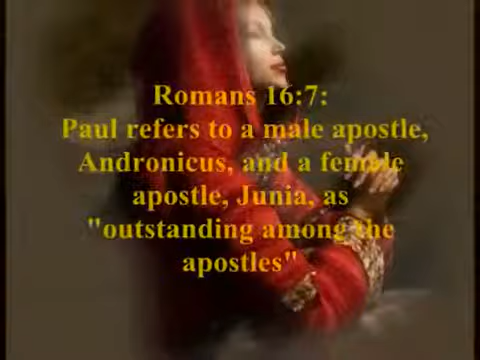 Romans 16:7:
Paul refers to a male apostle,
Andronicus, and a female
apostle, Junia, as
"outstanding among the
apostles"